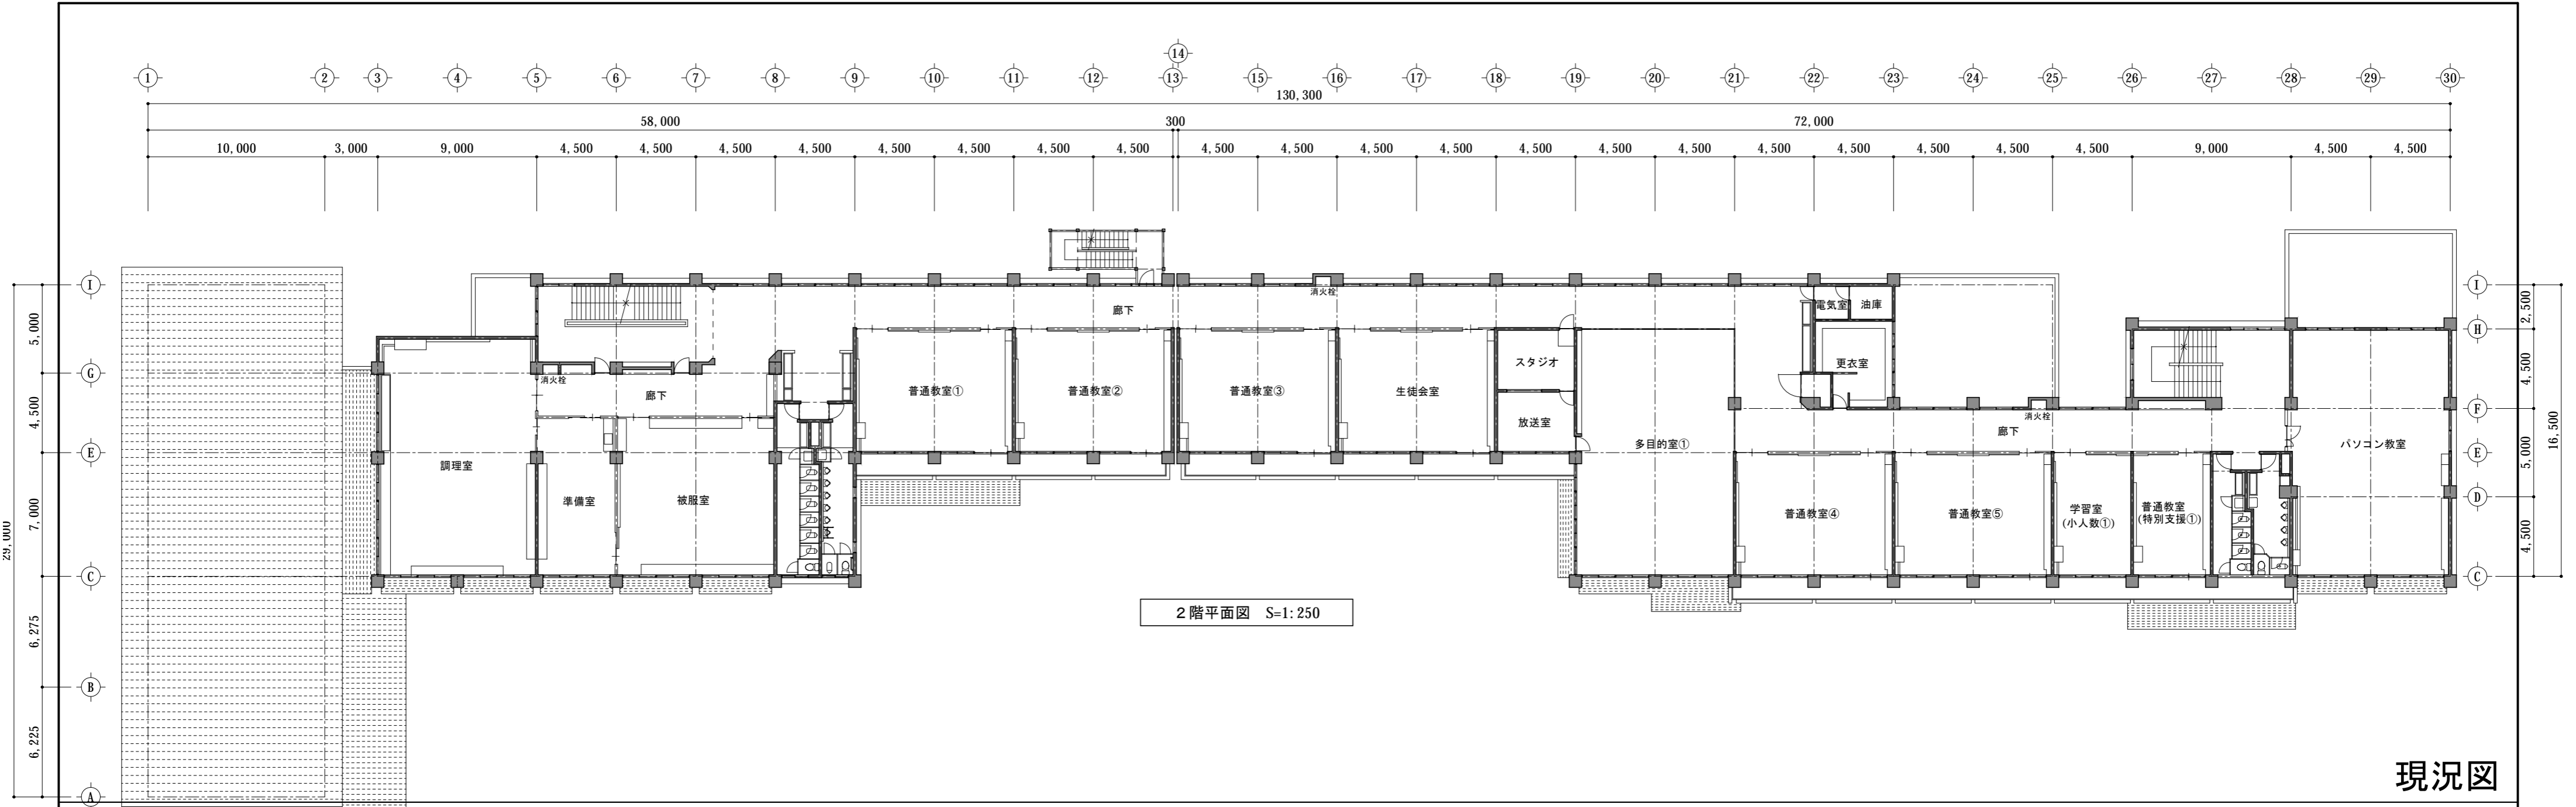 14
1 2 3 4 5 6 7 8 9 10 11 12 13 15 16 17 18 19 20 21 22 23 24 25 26 27 28 29 30
130,300
58,000 300 72,000
10,000 3,000 9,000 4,500 4,500 4,500 4,500 4,500 4,500 4,500 4,500 4,500 4,500 4,500 4,500 4,500 4,500 4,500 4,500 4,500 4,500 4,500 4,500 9,000 4,500 4,500
I
H
G
F
E
D
C
B
A
I
G
E
C
5,000
4,500
7,000
6,275
6,225
29,000
2,500
4,500
5,000
4,500
16,500
消火栓
廊下
電気室
油庫
スタジオ
更衣室
消火栓
廊下
普通教室①
普通教室②
普通教室③
生徒会室
放送室
消火栓
廊下
多目的室①
パソコン教室
調理室
準備室
被服室
普通教室④
普通教室⑤
学習室
(小人数①)
普通教室
(特別支援①)
2階平面図 S=1:250
現況図